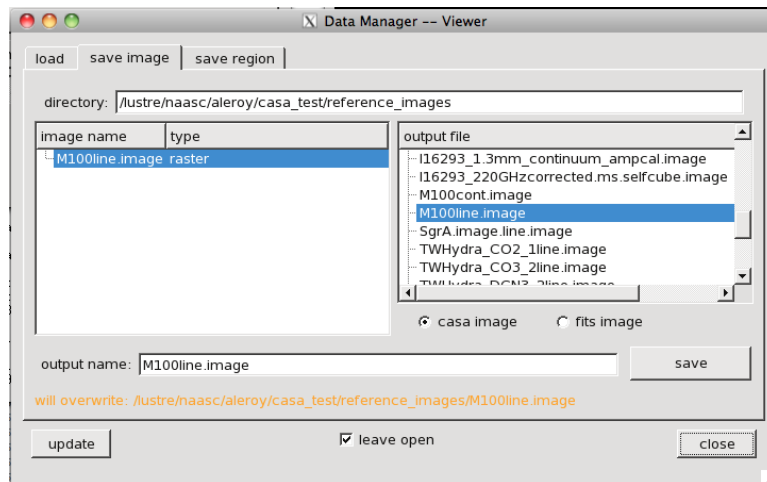 Data Manager -- Viewer
load save image save region
directory: /lustre/naasc/aleroy/casa_test/reference_images
image name type
M100line.image raster
output file
I16293_1.3mm_continuum_ampcal.image
I16293_220GHzcorrected.ms.selfcube.image
M100cont.image
M100line.image
SgrA.image.line.image
TWHydra_CO2_1line.image
TWHydra_CO3_2line.image
TWHydra_DCN3_2line.image
casa image fits image
output name: M100line.image save
will overwrite: /lustre/naasc/aleroy/casa_test/reference_images/M100line.image
update leave open close